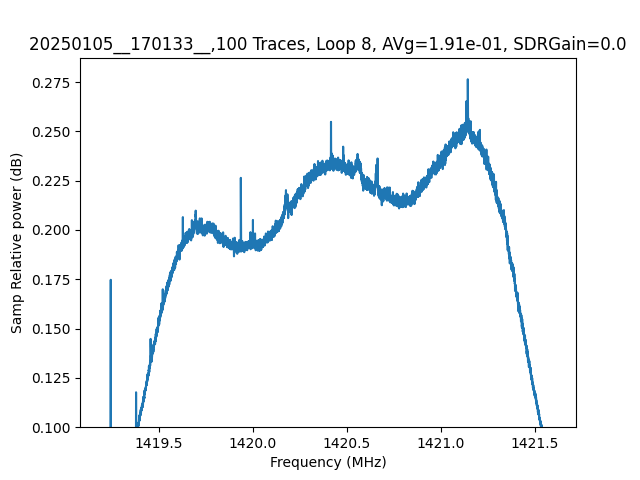 20250105__170133__,100 Traces, Loop 8, AVg=1.91e-01, SDRGain=0.0
Samp Relative power (dB)
0.275
0.250
0.225
0.200
0.175
0.150
0.125
0.100
1419.5 1420.0 1420.5 1421.0 1421.5
Frequency (MHz)